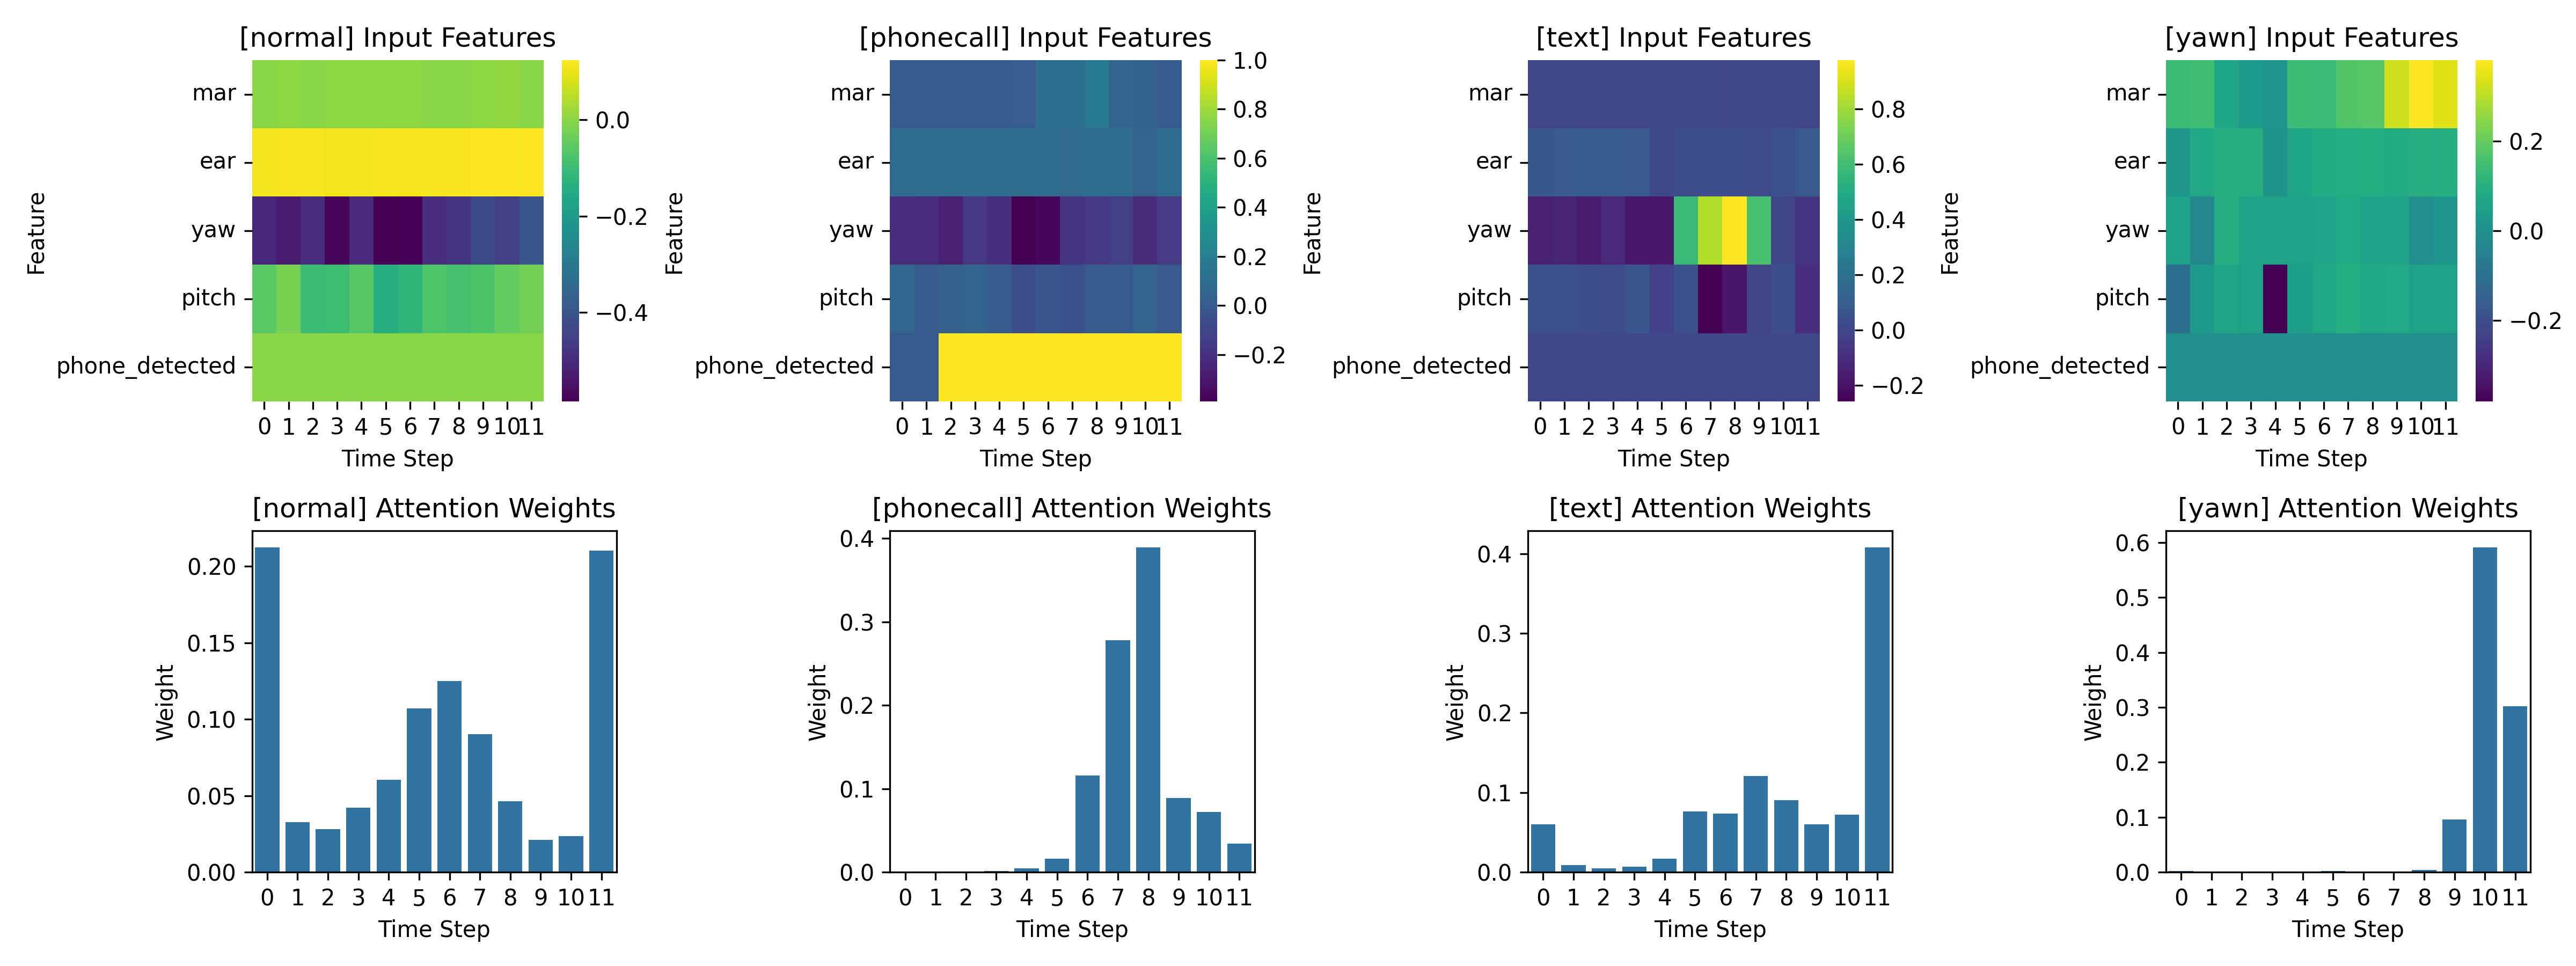 [normal] Input Features
Feature
mar
ear
yaw
pitch
phone_detected
0 1 2 3 4 5 6 7 8 9 10 11
Time Step
0.0
−0.2
−0.4
[phonecall] Input Features
Feature
mar
ear
yaw
pitch
phone_detected
0 1 2 3 4 5 6 7 8 9 10 11
Time Step
1.0
0.8
0.6
0.4
0.2
0.0
−0.2
[text] Input Features
Feature
mar
ear
yaw
pitch
phone_detected
0 1 2 3 4 5 6 7 8 9 10 11
Time Step
0.8
0.6
0.4
0.2
0.0
−0.2
[yawn] Input Features
Feature
mar
ear
yaw
pitch
phone_detected
0 1 2 3 4 5 6 7 8 9 10 11
Time Step
0.2
0.0
−0.2
[normal] Attention Weights
Weight
0.20
0.15
0.10
0.05
0.00
0 1 2 3 4 5 6 7 8 9 10 11
Time Step
[phonecall] Attention Weights
Weight
0.4
0.3
0.2
0.1
0.0
0 1 2 3 4 5 6 7 8 9 10 11
Time Step
[text] Attention Weights
Weight
0.4
0.3
0.2
0.1
0.0
0 1 2 3 4 5 6 7 8 9 10 11
Time Step
[yawn] Attention Weights
Weight
0.6
0.5
0.4
0.3
0.2
0.1
0.0
0 1 2 3 4 5 6 7 8 9 10 11
Time Step